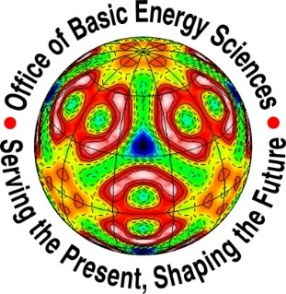 Office of Basic Energy Sciences
Serving the Present, Shaping the Future